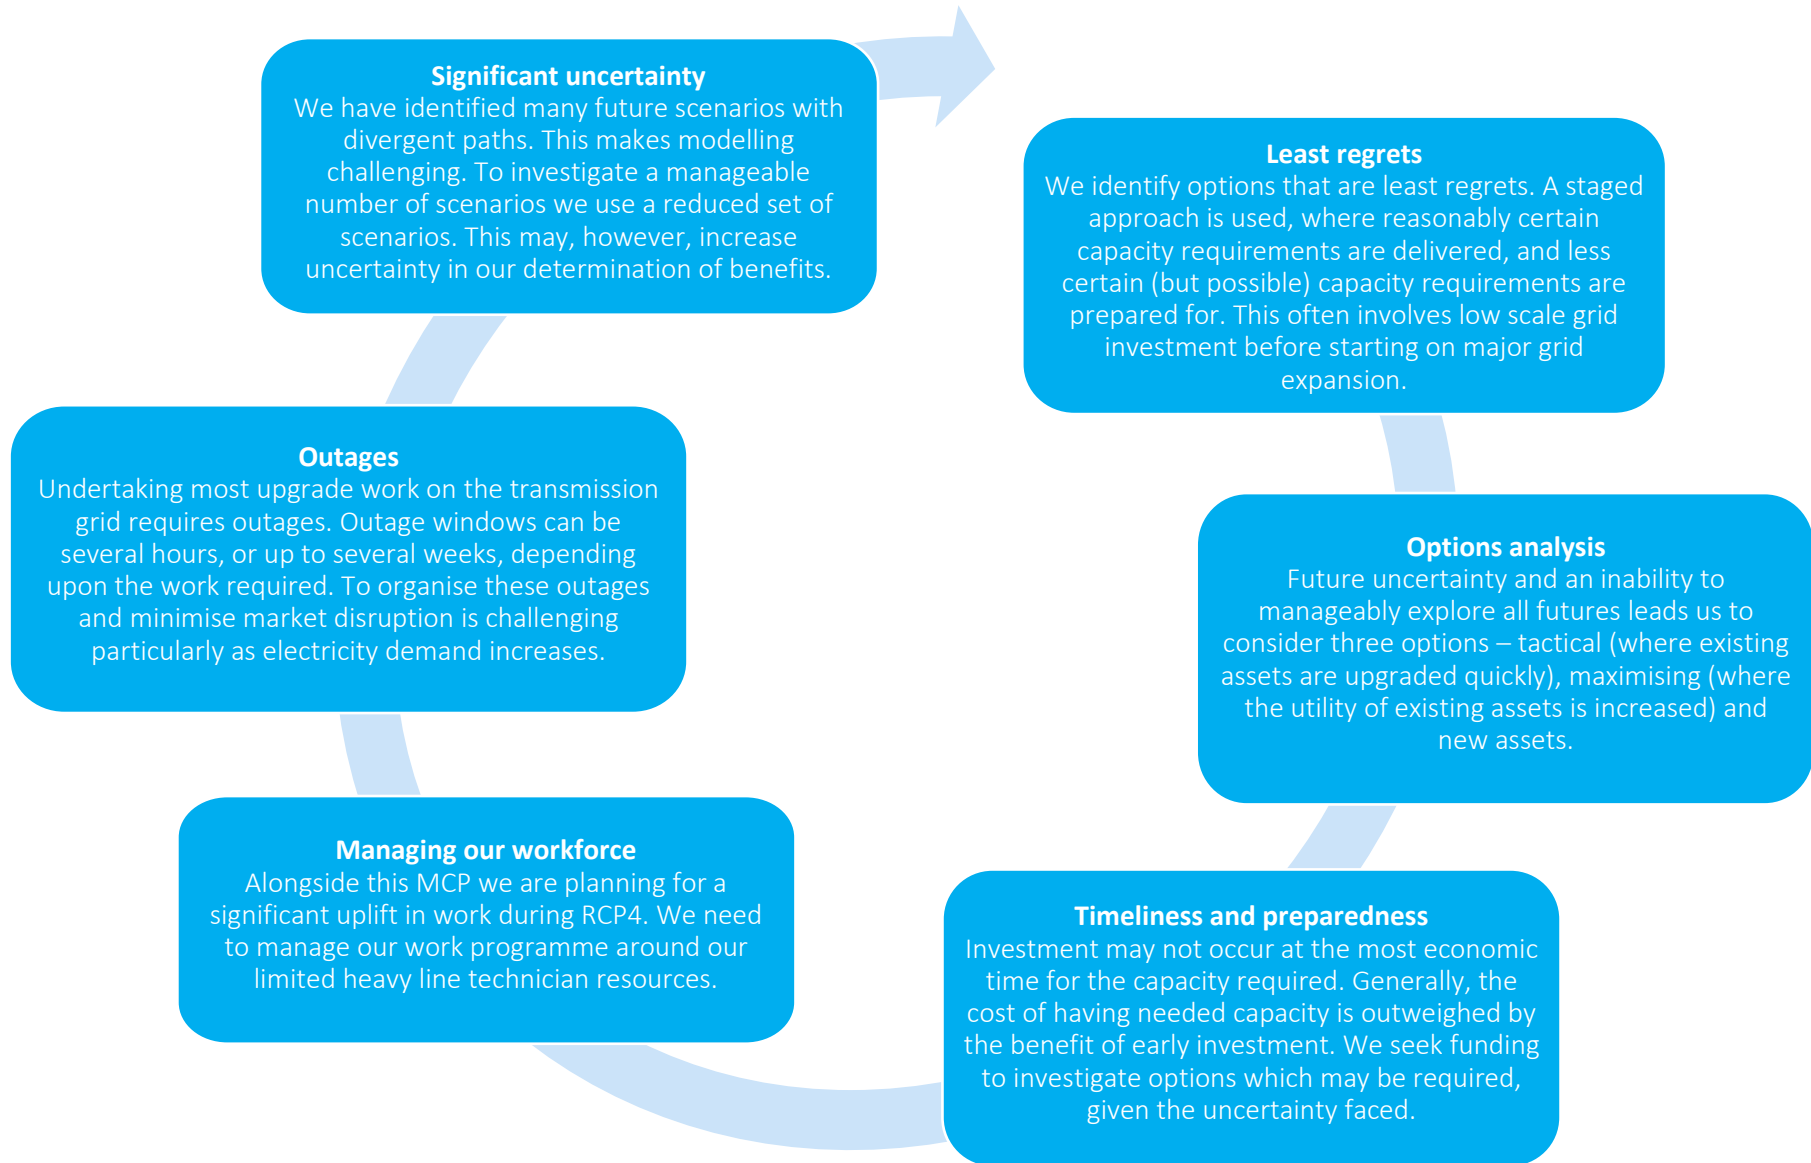 Significant uncertainty
We have identified many future scenarios with
divergent paths. This makes modelling
challenging. To investigate a manageable
number of scenarios we use a reduced set of
scenarios. This may, however, increase
uncertainty in our determination of benefits.
Least regrets
We identify options that are least regrets. A staged
approach is used, where reasonably certain
capacity requirements are delivered, and less
certain (but possible) capacity requirements are
prepared for. This often involves low scale grid
investment before starting on major grid
expansion.
Options analysis
Future uncertainty and an inability to
manageably explore all futures leads us to
consider three options – tactical (where existing
assets are upgraded quickly), maximising (where
the utility of existing assets is increased) and
new assets.
Timeliness and preparedness
Investment may not occur at the most economic
time for the capacity required. Generally, the
cost of having needed capacity is outweighed by
the benefit of early investment. We seek funding
to investigate options which may be required,
given the uncertainty faced.
Managing our workforce
Alongside this MCP we are planning for a
significant uplift in work during RCP4. We need
to manage our work programme around our
limited heavy line technician resources.
Outages
Undertaking most upgrade work on the transmission
grid requires outages. Outage windows can be
several hours, or up to several weeks, depending
upon the work required. To organise these outages
and minimise market disruption is challenging
particularly as electricity demand increases.